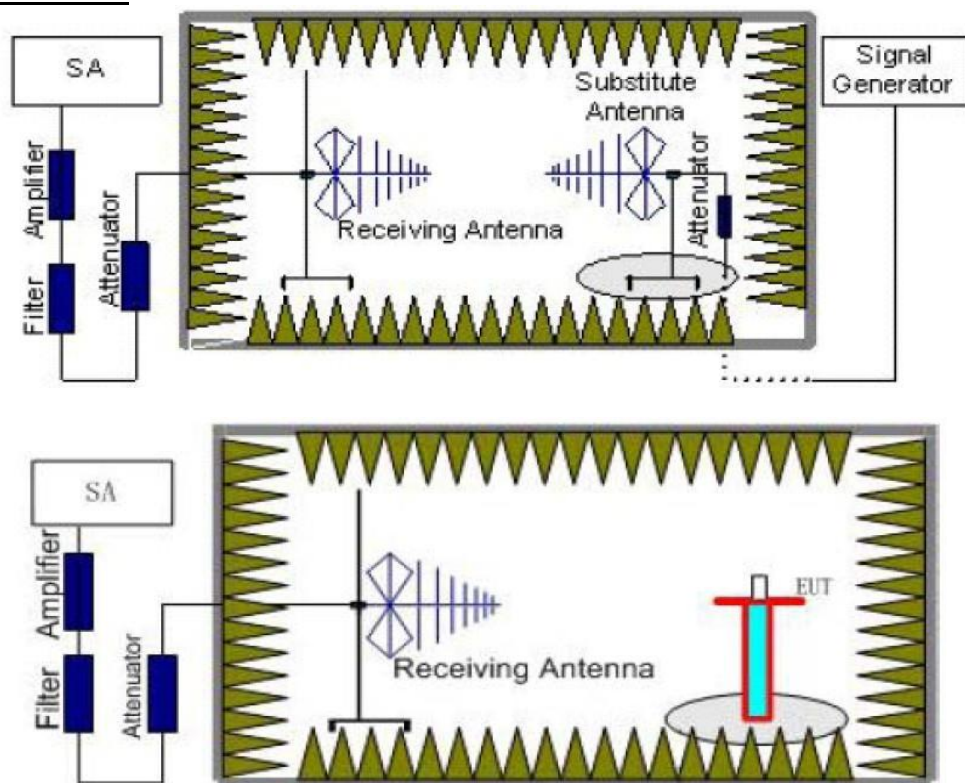 SA
Amplifier
Filter
Attenuator
Receiving Antenna
Substitute
Antenna
Attenuator
Signal
Generator
SA
Amplifier
Filter
Attenuator
Receiving Antenna
EUT